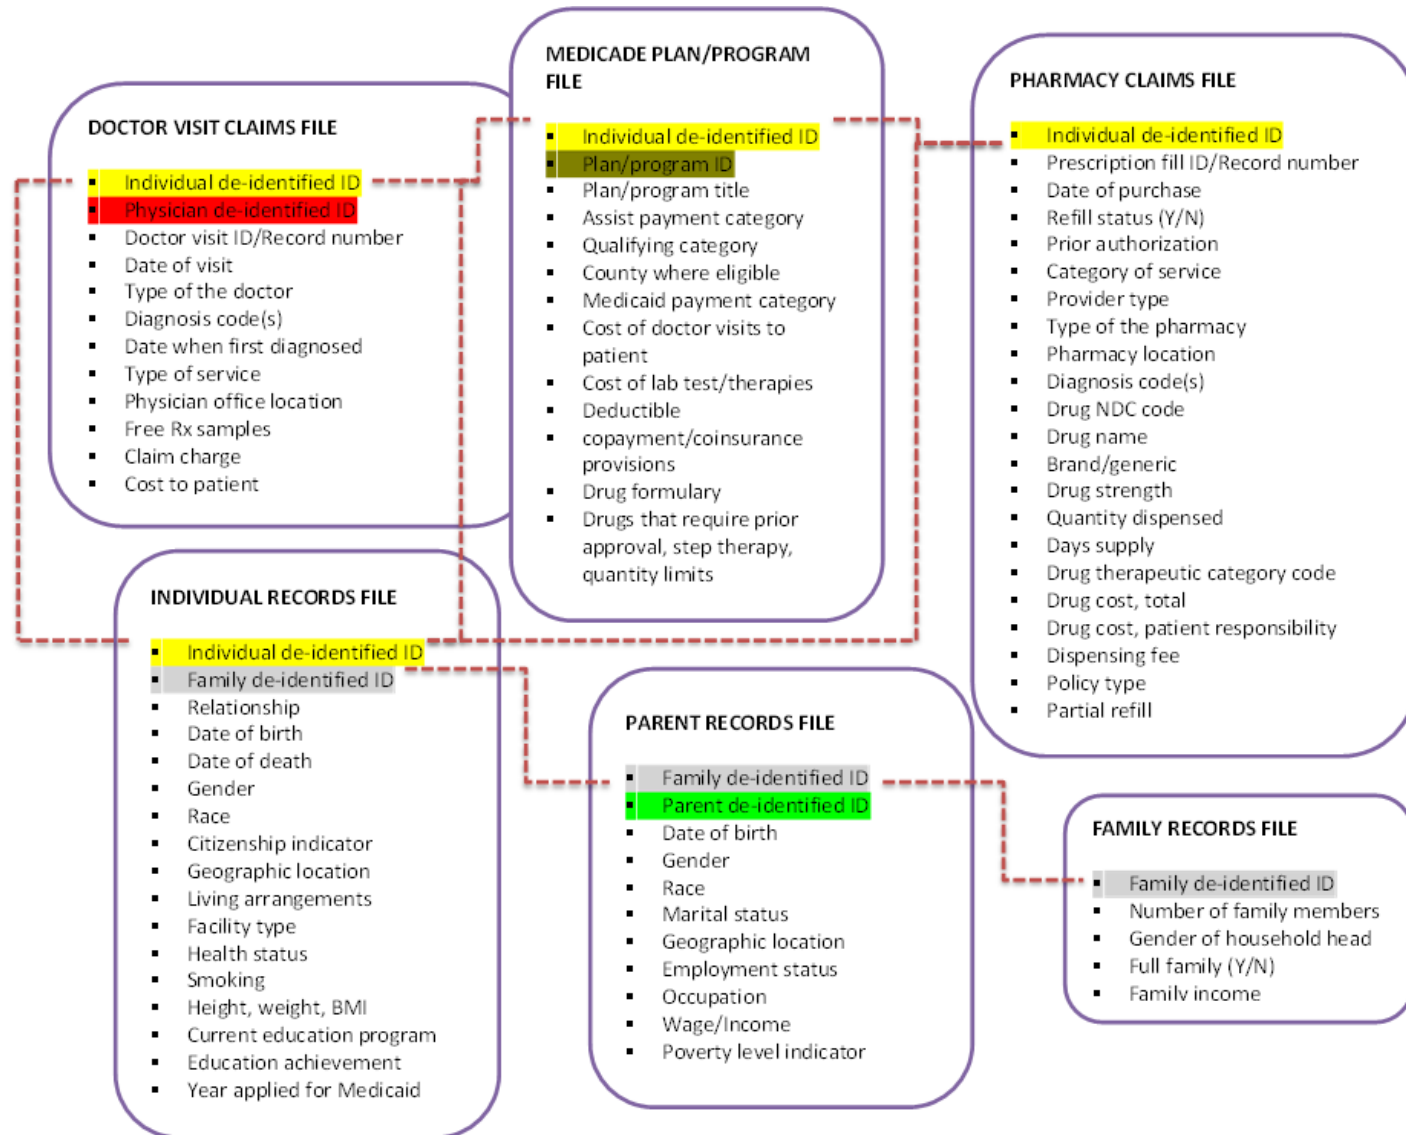 DOCTOR VISIT CLAIMS FILE
Individual de-identified ID
Physician de-identified ID
Doctor visit ID/Record number
Date of visit
Type of the doctor
Diagnosis code(s)
Date when first diagnosed
Type of service
Physician office location
Free Rx samples
Claim charge
Cost to patient
MEDICADE PLAN/PROGRAM
FILE
Individual de-identified ID
Plan/program ID
Plan/program title
Assist payment category
Qualifying category
County where eligible
Medicaid payment category
Cost of doctor visits to
patient
Cost of lab test/therapies
Deductible
copayment/coinsurance
provisions
Drug formulary
Drugs that require prior
approval, step therapy,
quantity limits
PHARMACY CLAIMS FILE
Individual de-identified ID
Prescription fill ID/Record number
Date of purchase
Refill status (Y/N)
Prior authorization
Category of service
Provider type
Type of the pharmacy
Pharmacy location
Diagnosis code(s)
Drug NDC code
Drug name
Brand/generic
Drug strength
Quantity dispensed
Days supply
Drug therapeutic category code
Drug cost, total
Drug cost, patient responsibility
Dispensing fee
Policy type
Partial refill
INDIVIDUAL RECORDS FILE
Individual de-identified ID
Family de-identified ID
Relationship
Date of birth
Date of death
Gender
Race
Citizenship indicator
Geographic location
Living arrangements
Facility type
Health status
Smoking
Height, weight, BMI
Current education program
Education achievement
Year applied for Medicaid
PARENT RECORDS FILE
Family de-identified ID
Parent de-identified ID
Date of birth
Gender
Race
Marital status
Geographic location
Employment status
Occupation
Wage/Income
Poverty level indicator
FAMILY RECORDS FILE
Family de-identified ID
Number of family members
Gender of household head
Full family (Y/N)
Family income